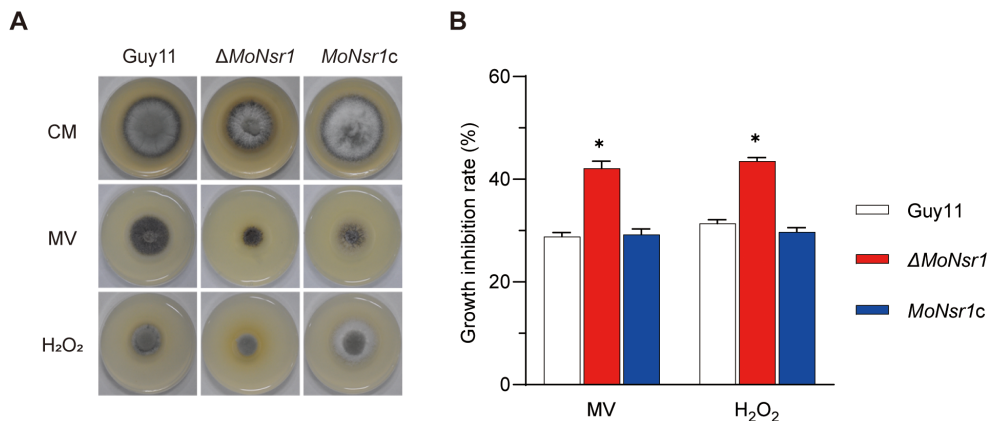 A
Guy11 ΔMoNsr1 MoNsr1c
CM
MV
H₂O₂
B
Growth inhibition rate (%)
60
40
20
0
* *
MV H₂O₂
Guy11
ΔMoNsr1
MoNsr1c